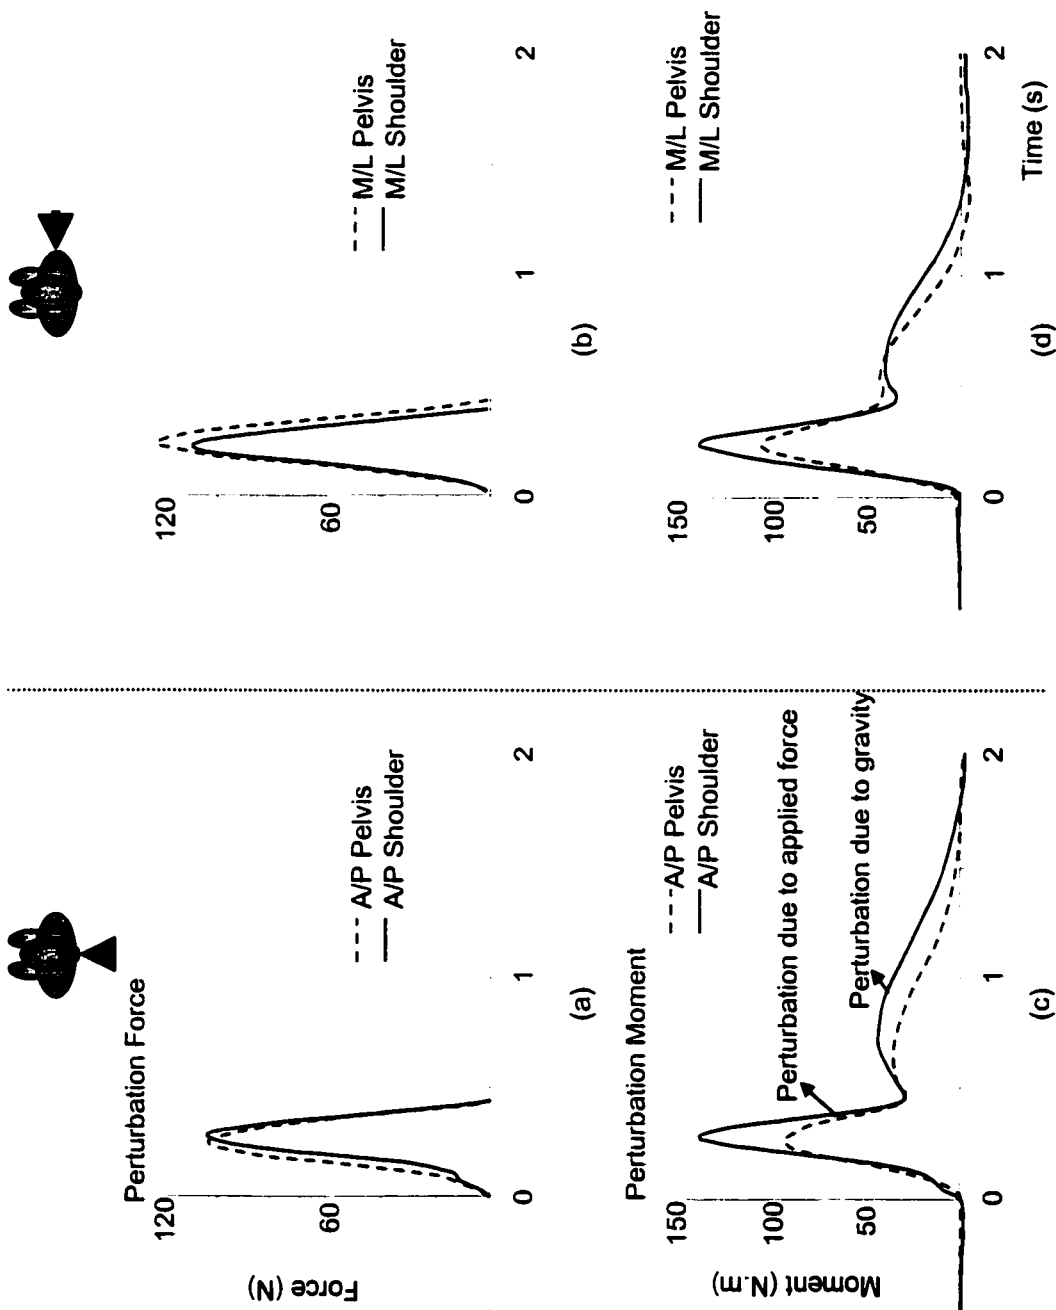 Perturbation Force
Force (N)
120
60
0
1
2
A/P Pelvis
A/P Shoulder
(a)
120
60
0
1
2
M/L Pelvis
M/L Shoulder
(b)
Perturbation Moment
Moment (N.m)
150
100
50
0
1
2
A/P Pelvis
A/P Shoulder
Perturbation due to applied force
Perturbation due to gravity
(c)
150
100
50
0
1
2
M/L Pelvis
M/L Shoulder
Time (s)
(d)